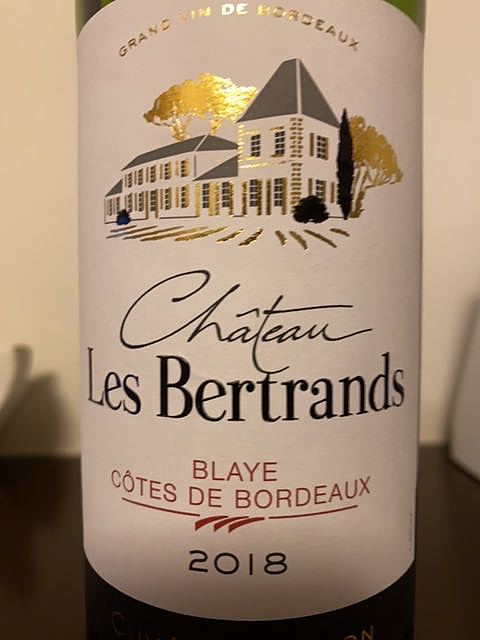 GRAND VIN DE BORDEAUX
Château
Les Bertrands
BLAYE
CÔTES DE BORDEAUX
2018